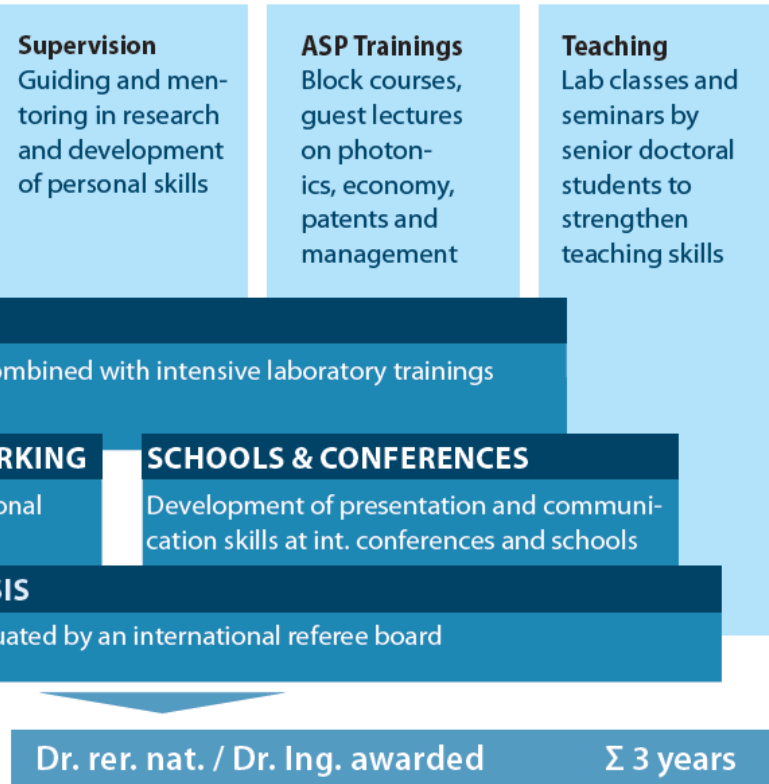 Supervision
Guiding and men-
toring in research
and development
of personal skills
ASP Trainings
Block courses,
guest lectures
on photon-
ics, economy,
patents and
management
Teaching
Lab classes and
seminars by
senior doctoral
students to
strengthen
teaching skills
ombined with intensive laboratory trainings
RKING
onal
SCHOOLS & CONFERENCES
Development of presentation and communi-
cation skills at int. conferences and schools
SIS
uated by an international referee board
Dr. rer. nat. / Dr. Ing. awarded Σ 3 years